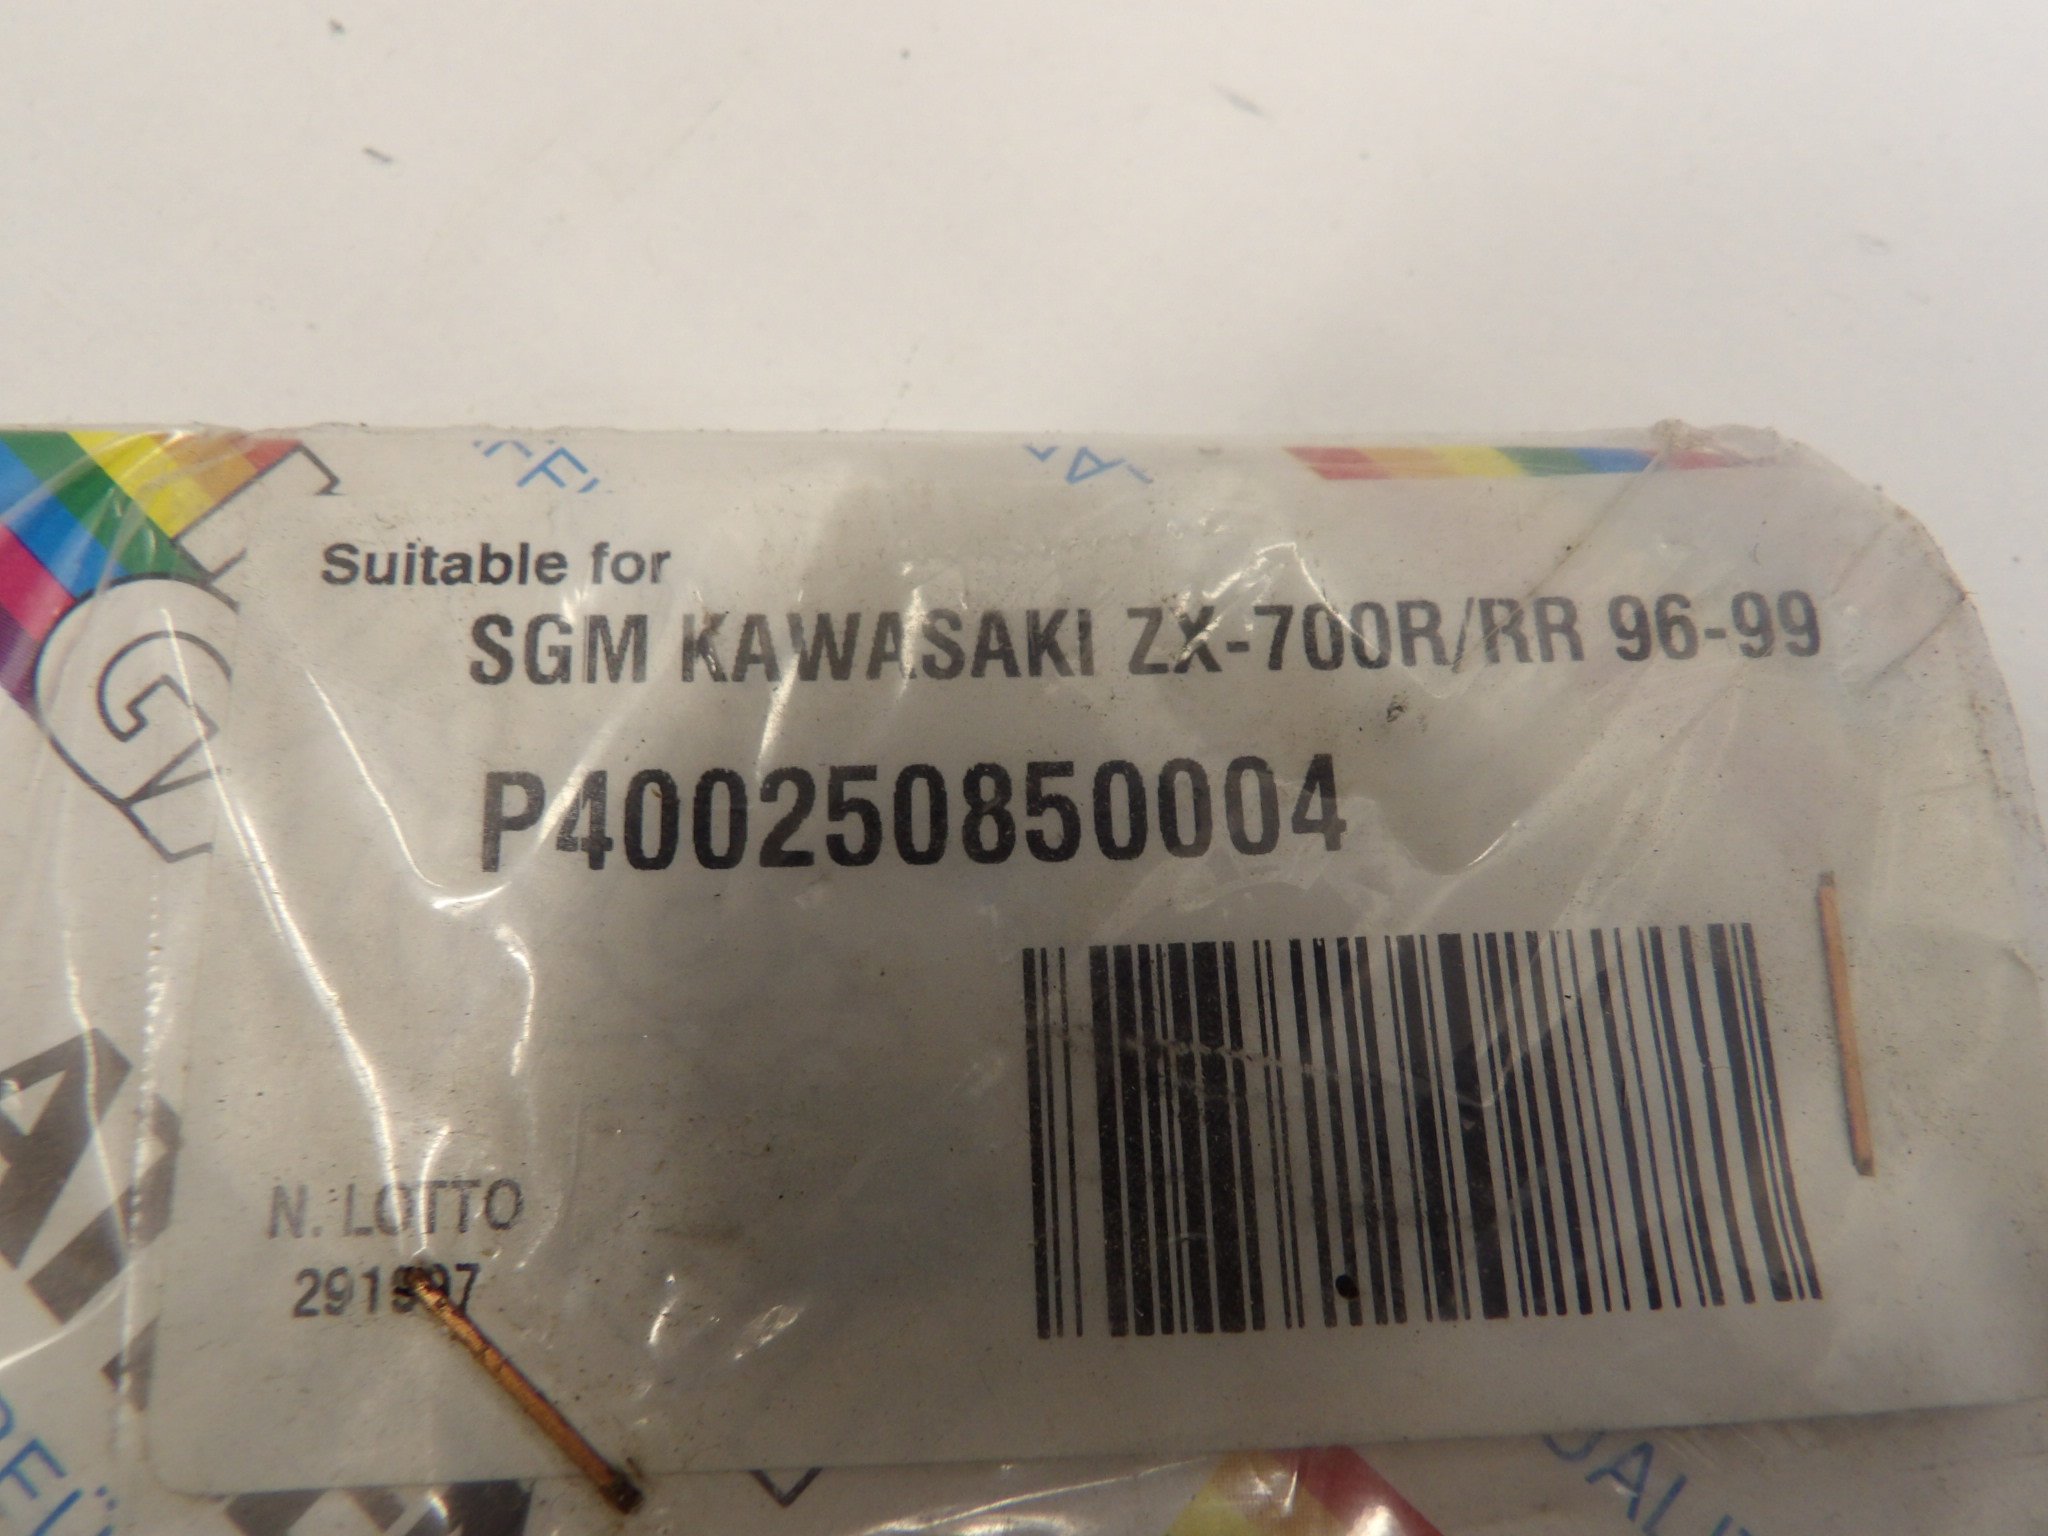 Suitable for
SGM KAWASAKI ZX-700R/RR 96-99
P400250850004
N. LOTTO